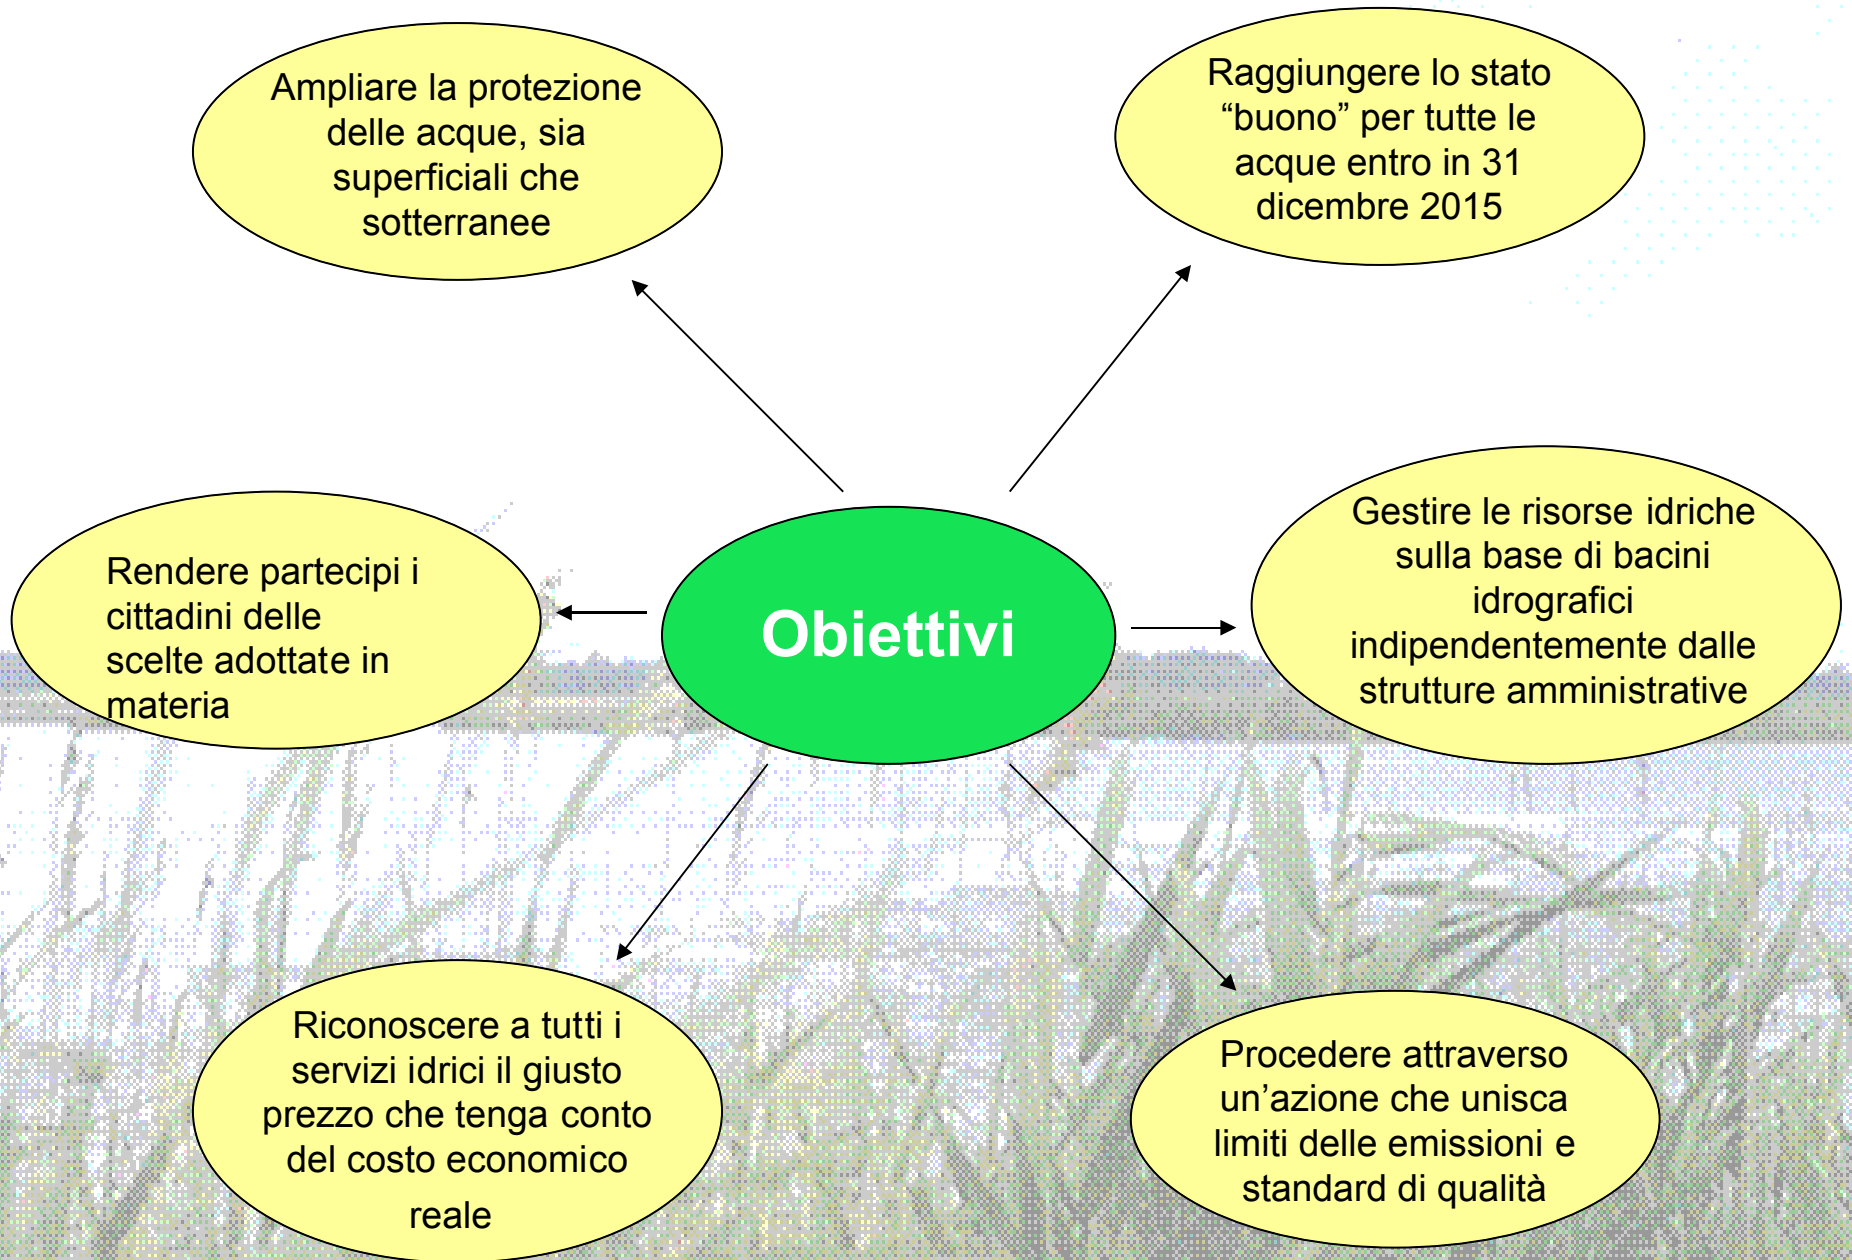 Ampliare la protezione
delle acque, sia
superficiali che
sotterranee
Raggiungere lo stato
“buono” per tutte le
acque entro in 31
dicembre 2015
Rendere partecipi i
cittadini delle
scelte adottate in
materia
Obiettivi
Gestire le risorse idriche
sulla base di bacini
idrografici
indipendentemente dalle
strutture amministrative
Riconoscere a tutti i
servizi idrici il giusto
prezzo che tenga conto
del costo economico
reale
Procedere attraverso
un’azione che unisca
limiti delle emissioni e
standard di qualità